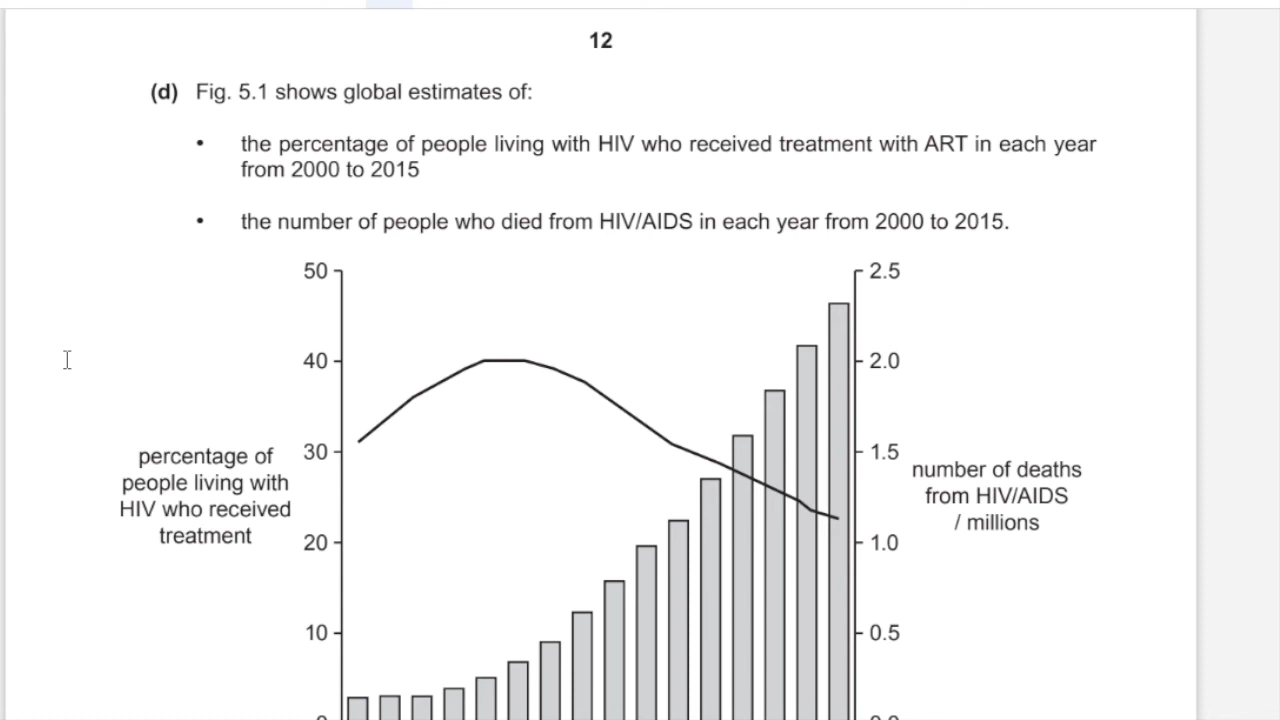 12
(d) Fig. 5.1 shows global estimates of:
• the percentage of people living with HIV who received treatment with ART in each year
from 2000 to 2015
• the number of people who died from HIV/AIDS in each year from 2000 to 2015.
50
40
30
20
10
0
percentage of
people living with
HIV who received
treatment
2.5
2.0
1.5
1.0
0.5
0.0
number of deaths
from HIV/AIDS
/ millions